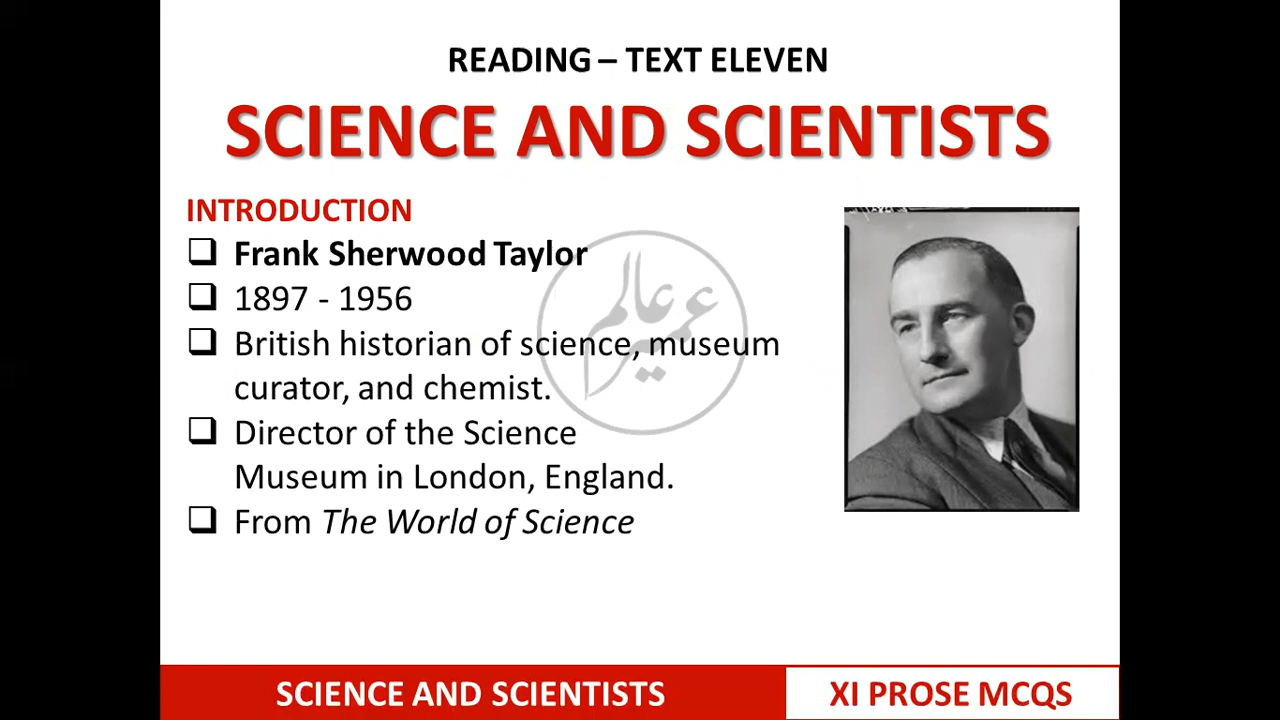 READING – TEXT ELEVEN
SCIENCE AND SCIENTISTS
INTRODUCTION
❑ Frank Sherwood Taylor
❑ 1897 - 1956
❑ British historian of science, museum
curator, and chemist.
❑ Director of the Science
Museum in London, England.
❑ From The World of Science
عمیر عالم
SCIENCE AND SCIENTISTS
XI PROSE MCQS